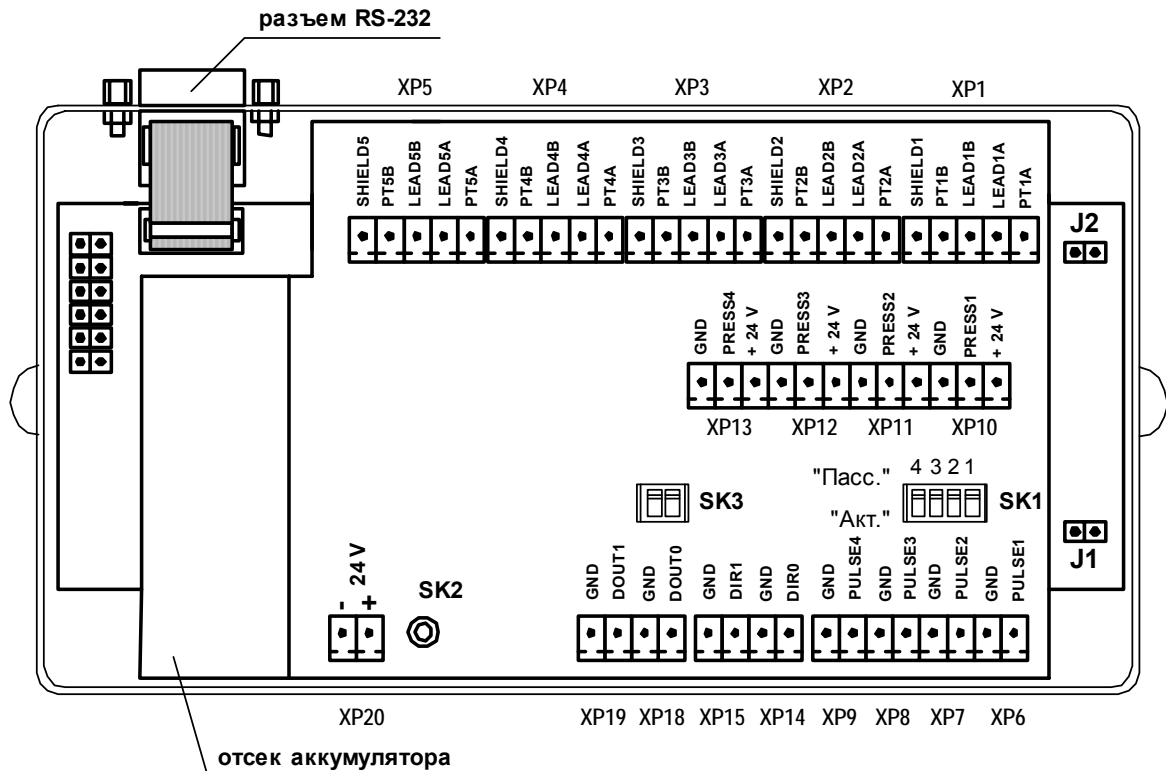 разъем RS-232
XP5 XP4 XP3 XP2 XP1
SHIELD5 PT5B LEAD5B LEAD5A PT5A SHIELD4 PT4B LEAD4B LEAD4A PT4A SHIELD3 PT3B LEAD3B LEAD3A PT3A SHIELD2 PT2B LEAD2B LEAD2A PT2A SHIELD1 PT1B LEAD1B LEAD1A PT1A
J2
GND PRESS4 + 24 V GND PRESS3 + 24 V GND PRESS2 + 24 V GND PRESS1 + 24 V
XP13 XP12 XP11 XP10
"Пасс." 4 3 2 1
SK3 SK1
"Акт."
J1
- + 24 V
SK2
GND DOUT1 GND DOUT0 GND DIR1 GND DIR0 GND PULSE4 GND PULSE3 GND PULSE2 GND PULSE1
XP20 XP19 XP18 XP15 XP14 XP9 XP8 XP7 XP6
отсек аккумулятора